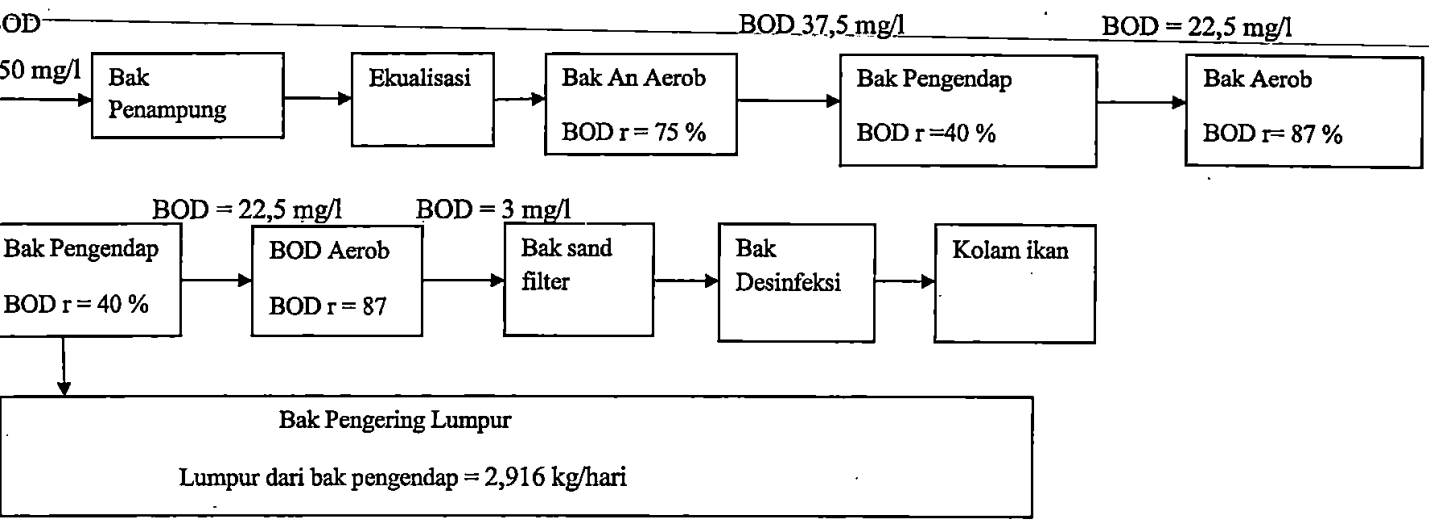 OD BOD 37,5 mg/l BOD = 22,5 mg/l
50 mg/l
Bak Penampung
Ekualisasi
Bak An Aerob
BOD r = 75 %
Bak Pengendap
BOD r =40 %
Bak Aerob
BOD r= 87 %
BOD = 22,5 mg/l BOD = 3 mg/l
Bak Pengendap
BOD r = 40 %
BOD Aerob
BOD r = 87
Bak sand
filter
Bak
Desinfeksi
Kolam ikan
Bak Pengering Lumpur
Lumpur dari bak pengendap = 2,916 kg/hari